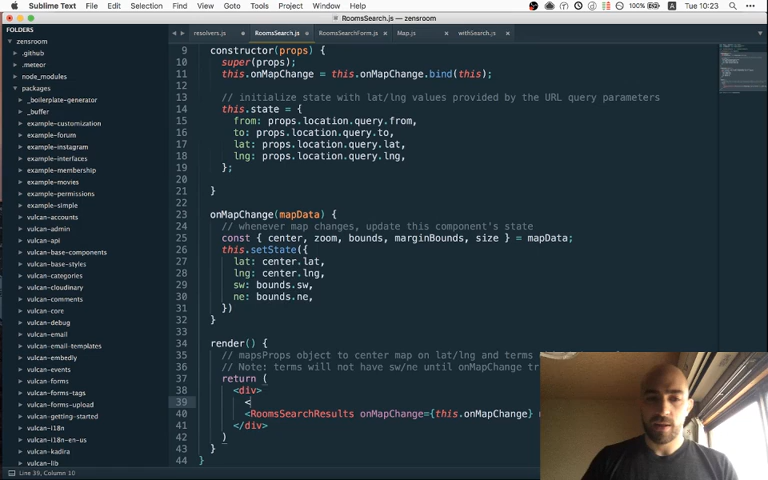 Sublime Text File Edit Selection Find View Goto Tools Project Window Help
100% Tue 10:23
RoomsSearch.js — zensroom
FOLDERS
zensroom
.github
.meteor
node_modules
packages
_boilerplate-generator
_buffer
example-customization
example-forum
example-instagram
example-interfaces
example-membership
example-movies
example-permissions
example-simple
vulcan-accounts
vulcan-admin
vulcan-api
vulcan-base-components
vulcan-base-styles
vulcan-categories
vulcan-cloudinary
vulcan-comments
vulcan-core
vulcan-debug
vulcan-email
vulcan-email-templates
vulcan-embedly
vulcan-events
vulcan-forms
vulcan-forms-tags
vulcan-forms-upload
vulcan-getting-started
vulcan-i18n
vulcan-i18n-en-us
vulcan-kadira
vulcan-lib
resolvers.js RoomsSearch.js RoomsSearchForm.js Map.js withSearch.js
9 constructor(props) {
10 super(props);
11 this.onMapChange = this.onMapChange.bind(this);
12
13 // initialize state with lat/lng values provided by the URL query parameters
14 this.state = {
15 from: props.location.query.from,
16 to: props.location.query.to,
17 lat: props.location.query.lat,
18 lng: props.location.query.lng,
19 };
20
21 }
22
23 onMapChange(mapData) {
24 // whenever map changes, update this component's state
25 const { center, zoom, bounds, marginBounds, size } = mapData;
26 this.setState({
27 lat: center.lat,
28 lng: center.lng,
29 sw: bounds.sw,
30 ne: bounds.ne,
31 })
32 }
33
34 render() {
35 // mapsProps object to center map on lat/lng and terms
36 // Note: terms will not have sw/ne until onMapChange tr
37 return (
38 <div>
39 <
40 <RoomsSearchResults onMapChange={this.onMapChange}
41 </div>
42 )
43 }
44 }
Line 39, Column 10